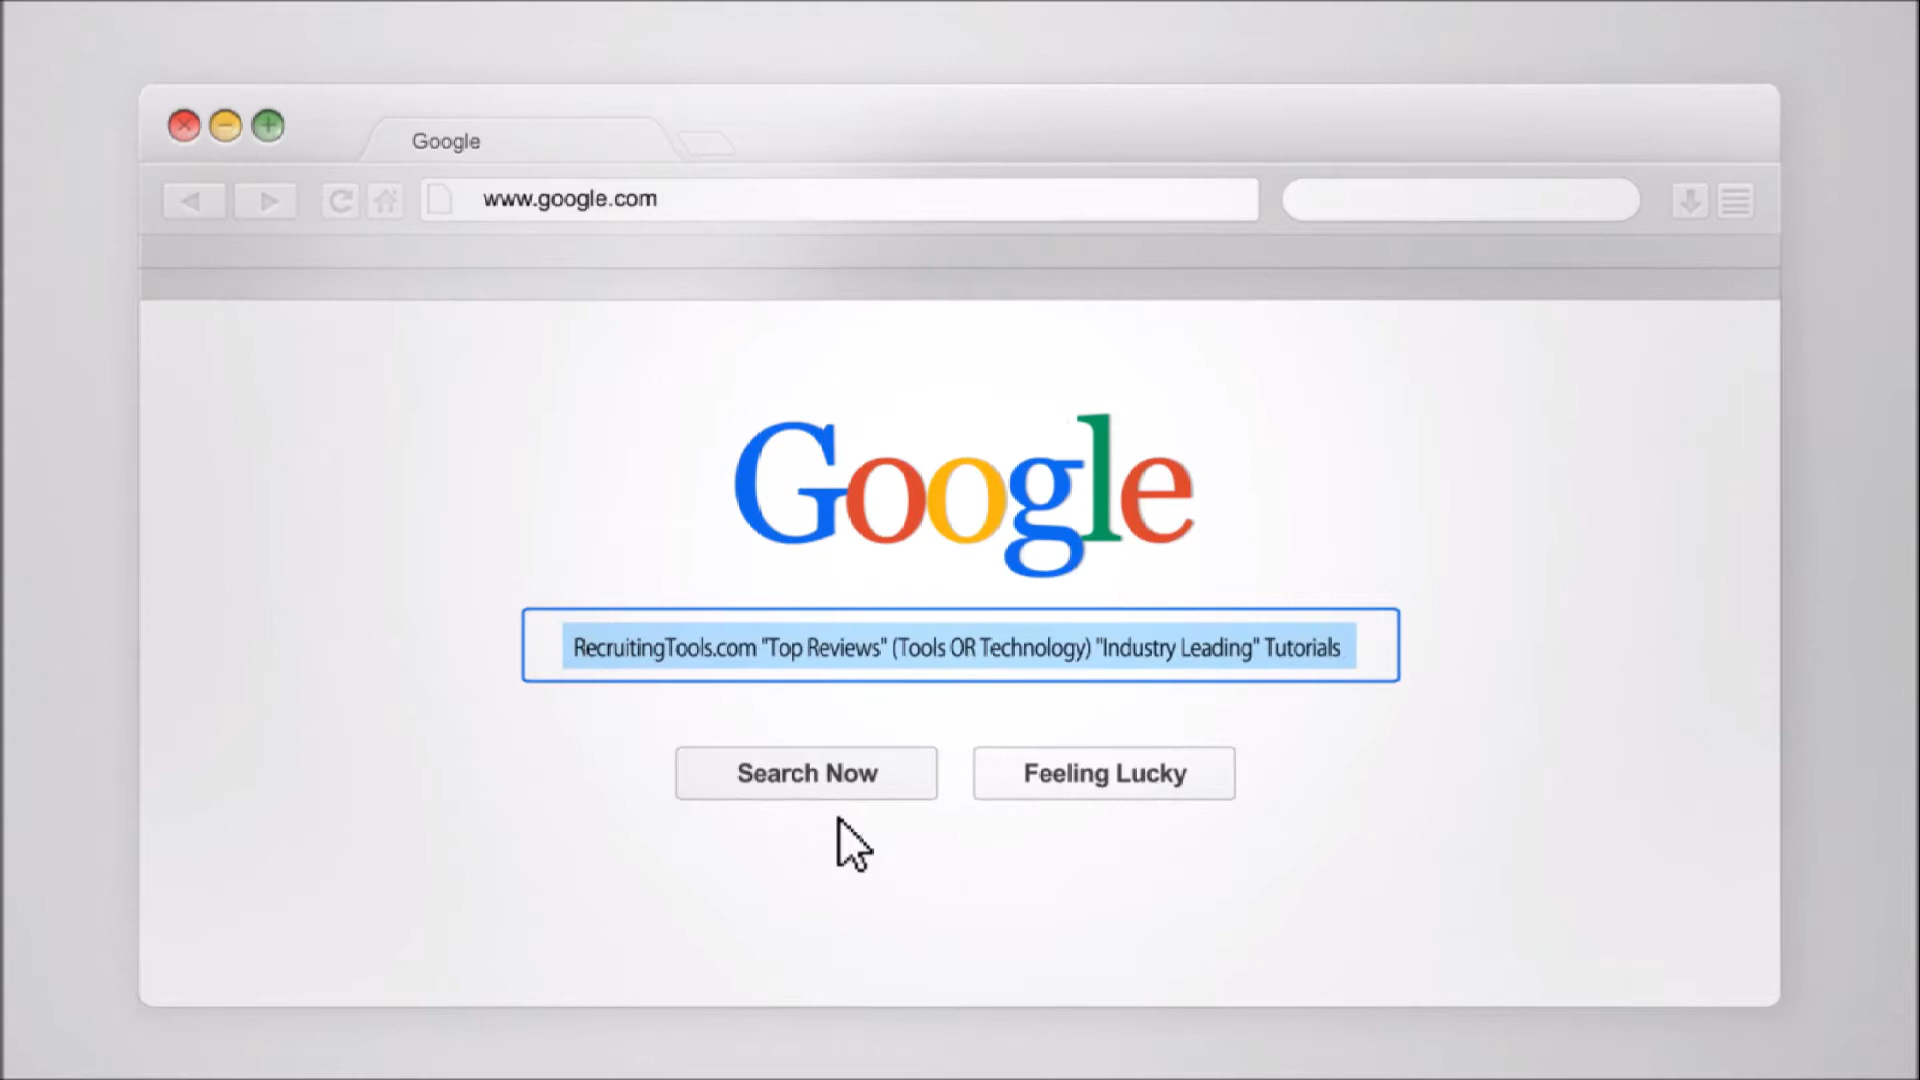 Google
www.google.com
Google
RecruitingTools.com "Top Reviews" (Tools OR Technology) "Industry Leading" Tutorials
Search Now
Feeling Lucky